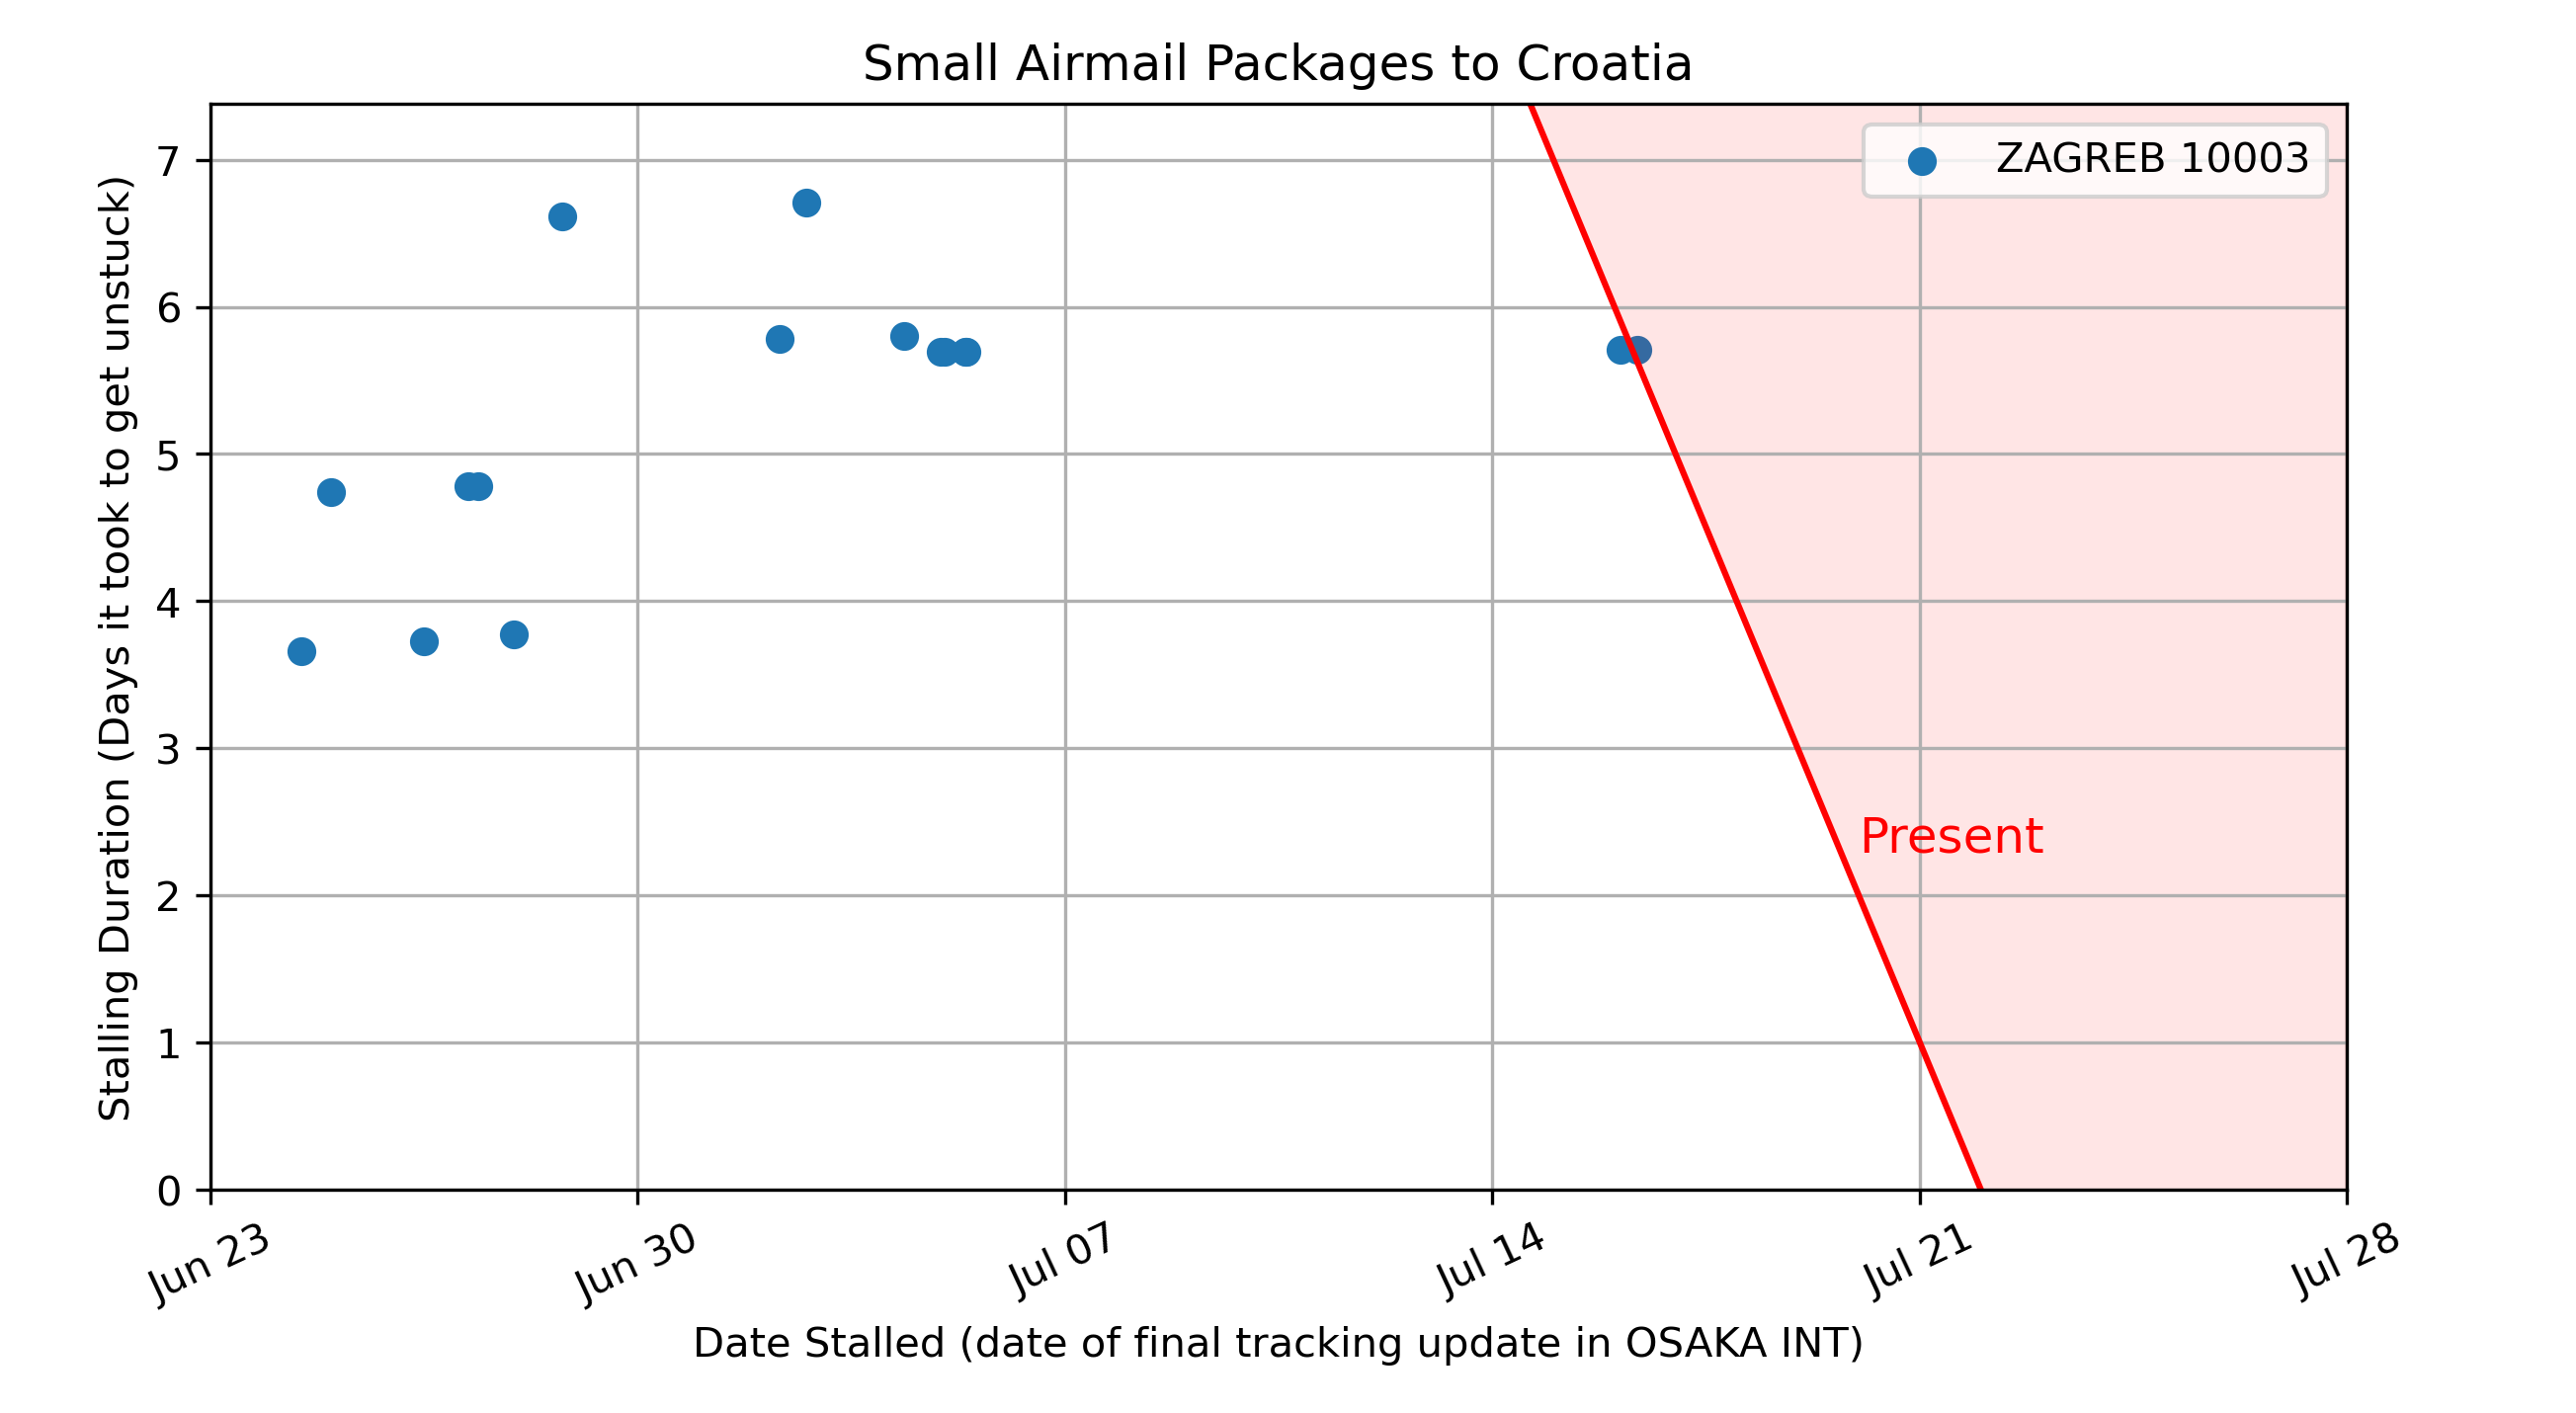 Small Airmail Packages to Croatia
ZAGREB 10003
Stalling Duration (Days it took to get unstuck)
7
6
5
4
3
2
1
0
Present
Jun 23
Jun 30
Jul 07
Jul 14
Jul 21
Jul 28
Date Stalled (date of final tracking update in OSAKA INT)